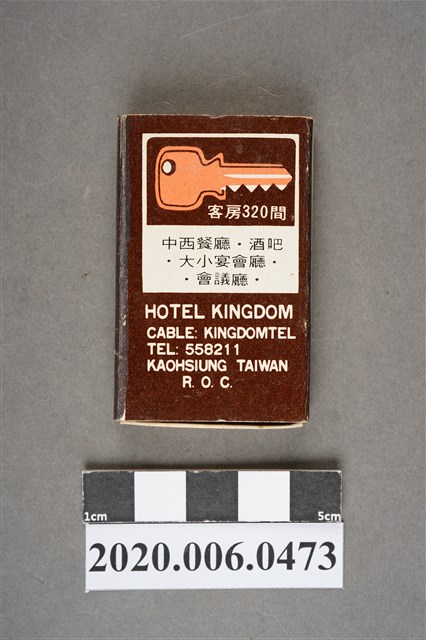 客房320間
中西餐廳·酒吧
·大小宴會廳·
·會議廳·
HOTEL KINGDOM
CABLE: KINGDOMTEL
TEL: 558211
KAOHSIUNG TAIWAN
R. O. C.
1cm 5cm
2020.006.0473